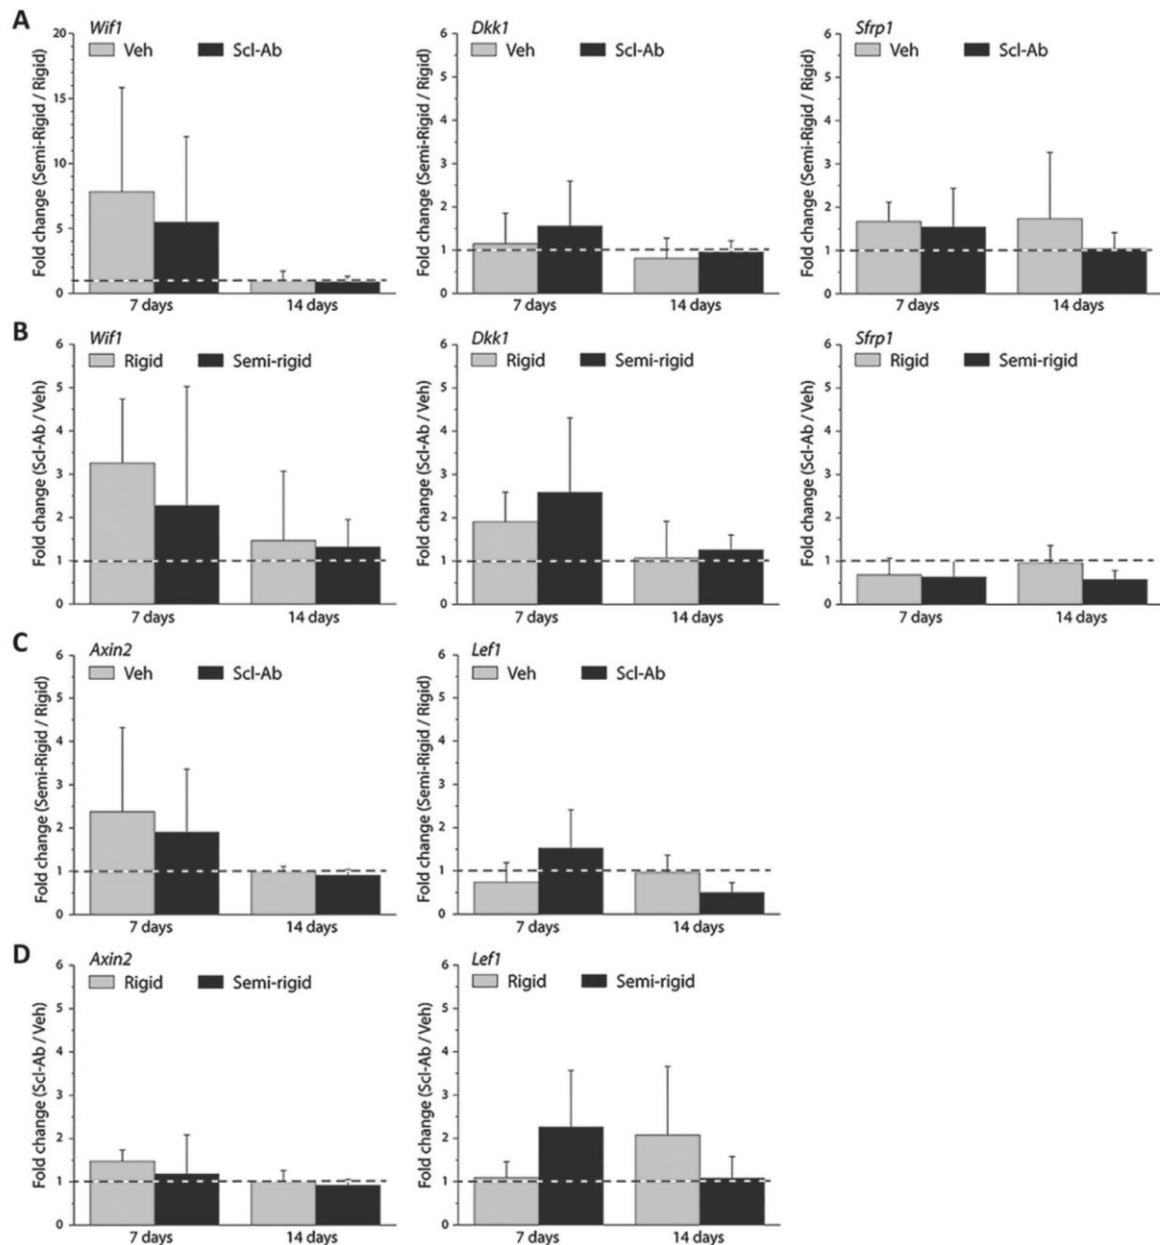 A
Wif1
Veh Scl-Ab
Fold change (Semi-Rigid / Rigid)
20
15
10
5
0
7 days 14 days
Dkk1
Veh Scl-Ab
Fold change (Semi-Rigid / Rigid)
6
5
4
3
2
1
0
7 days 14 days
Sfrp1
Veh Scl-Ab
Fold change (Semi-Rigid / Rigid)
6
5
4
3
2
1
0
7 days 14 days
B
Wif1
Rigid Semi-rigid
Fold change (Scl-Ab / Veh)
6
5
4
3
2
1
0
7 days 14 days
Dkk1
Rigid Semi-rigid
Fold change (Scl-Ab / Veh)
6
5
4
3
2
1
0
7 days 14 days
Sfrp1
Rigid Semi-rigid
Fold change (Scl-Ab / Veh)
6
5
4
3
2
1
0
7 days 14 days
C
Axin2
Veh Scl-Ab
Fold change (Semi-Rigid / Rigid)
6
5
4
3
2
1
0
7 days 14 days
Lef1
Veh Scl-Ab
Fold change (Semi-Rigid / Rigid)
6
5
4
3
2
1
0
7 days 14 days
D
Axin2
Rigid Semi-rigid
Fold change (Scl-Ab / Veh)
6
5
4
3
2
1
0
7 days 14 days
Lef1
Rigid Semi-rigid
Fold change (Scl-Ab / Veh)
6
5
4
3
2
1
0
7 days 14 days